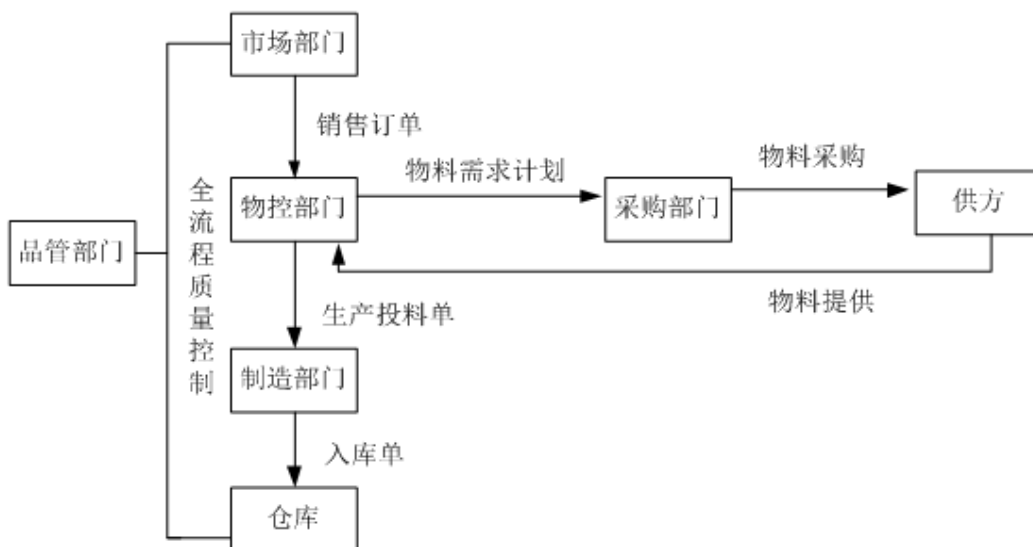 市场部门
销售订单
物料需求计划
物料采购
物控部门
采购部门
供方
全流程质量控制
品管部门
物料提供
生产投料单
制造部门
入库单
仓库